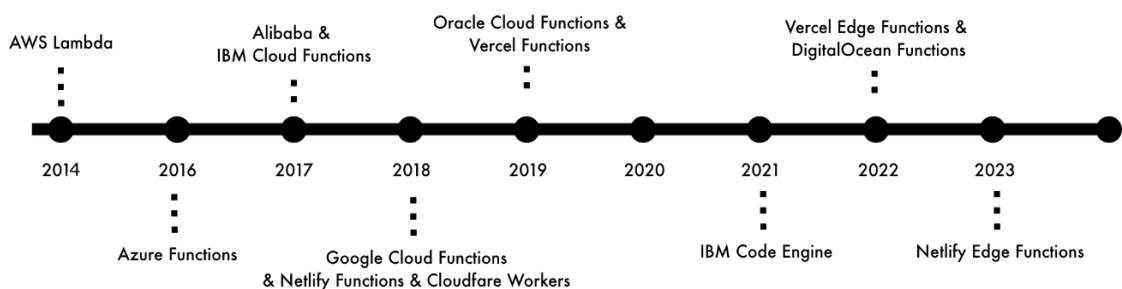 AWS Lambda
Alibaba &
IBM Cloud Functions
Oracle Cloud Functions &
Vercel Functions
Vercel Edge Functions &
DigitalOcean Functions
2014 2016 2017 2018 2019 2020 2021 2022 2023
Azure Functions
Google Cloud Functions
& Netlify Functions & Cloudfare Workers
IBM Code Engine
Netlify Edge Functions